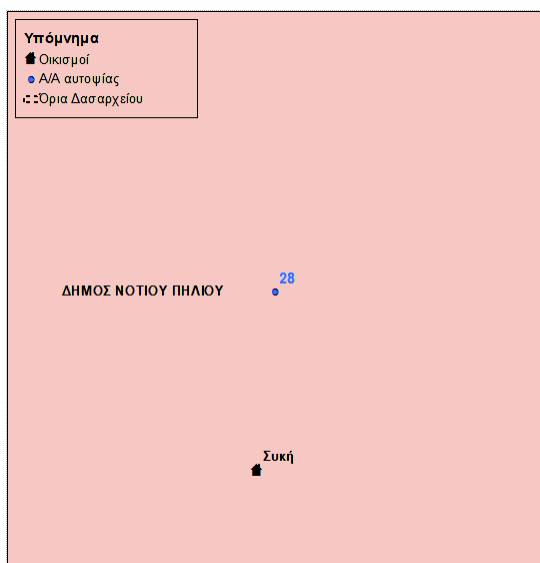 Υπόμνημα
Οικισμοί
Α/Α αυτοψίας
Όρια Δασαρχείου
28
ΔΗΜΟΣ ΝΟΤΙΟΥ ΠΗΛΙΟΥ
Συκή